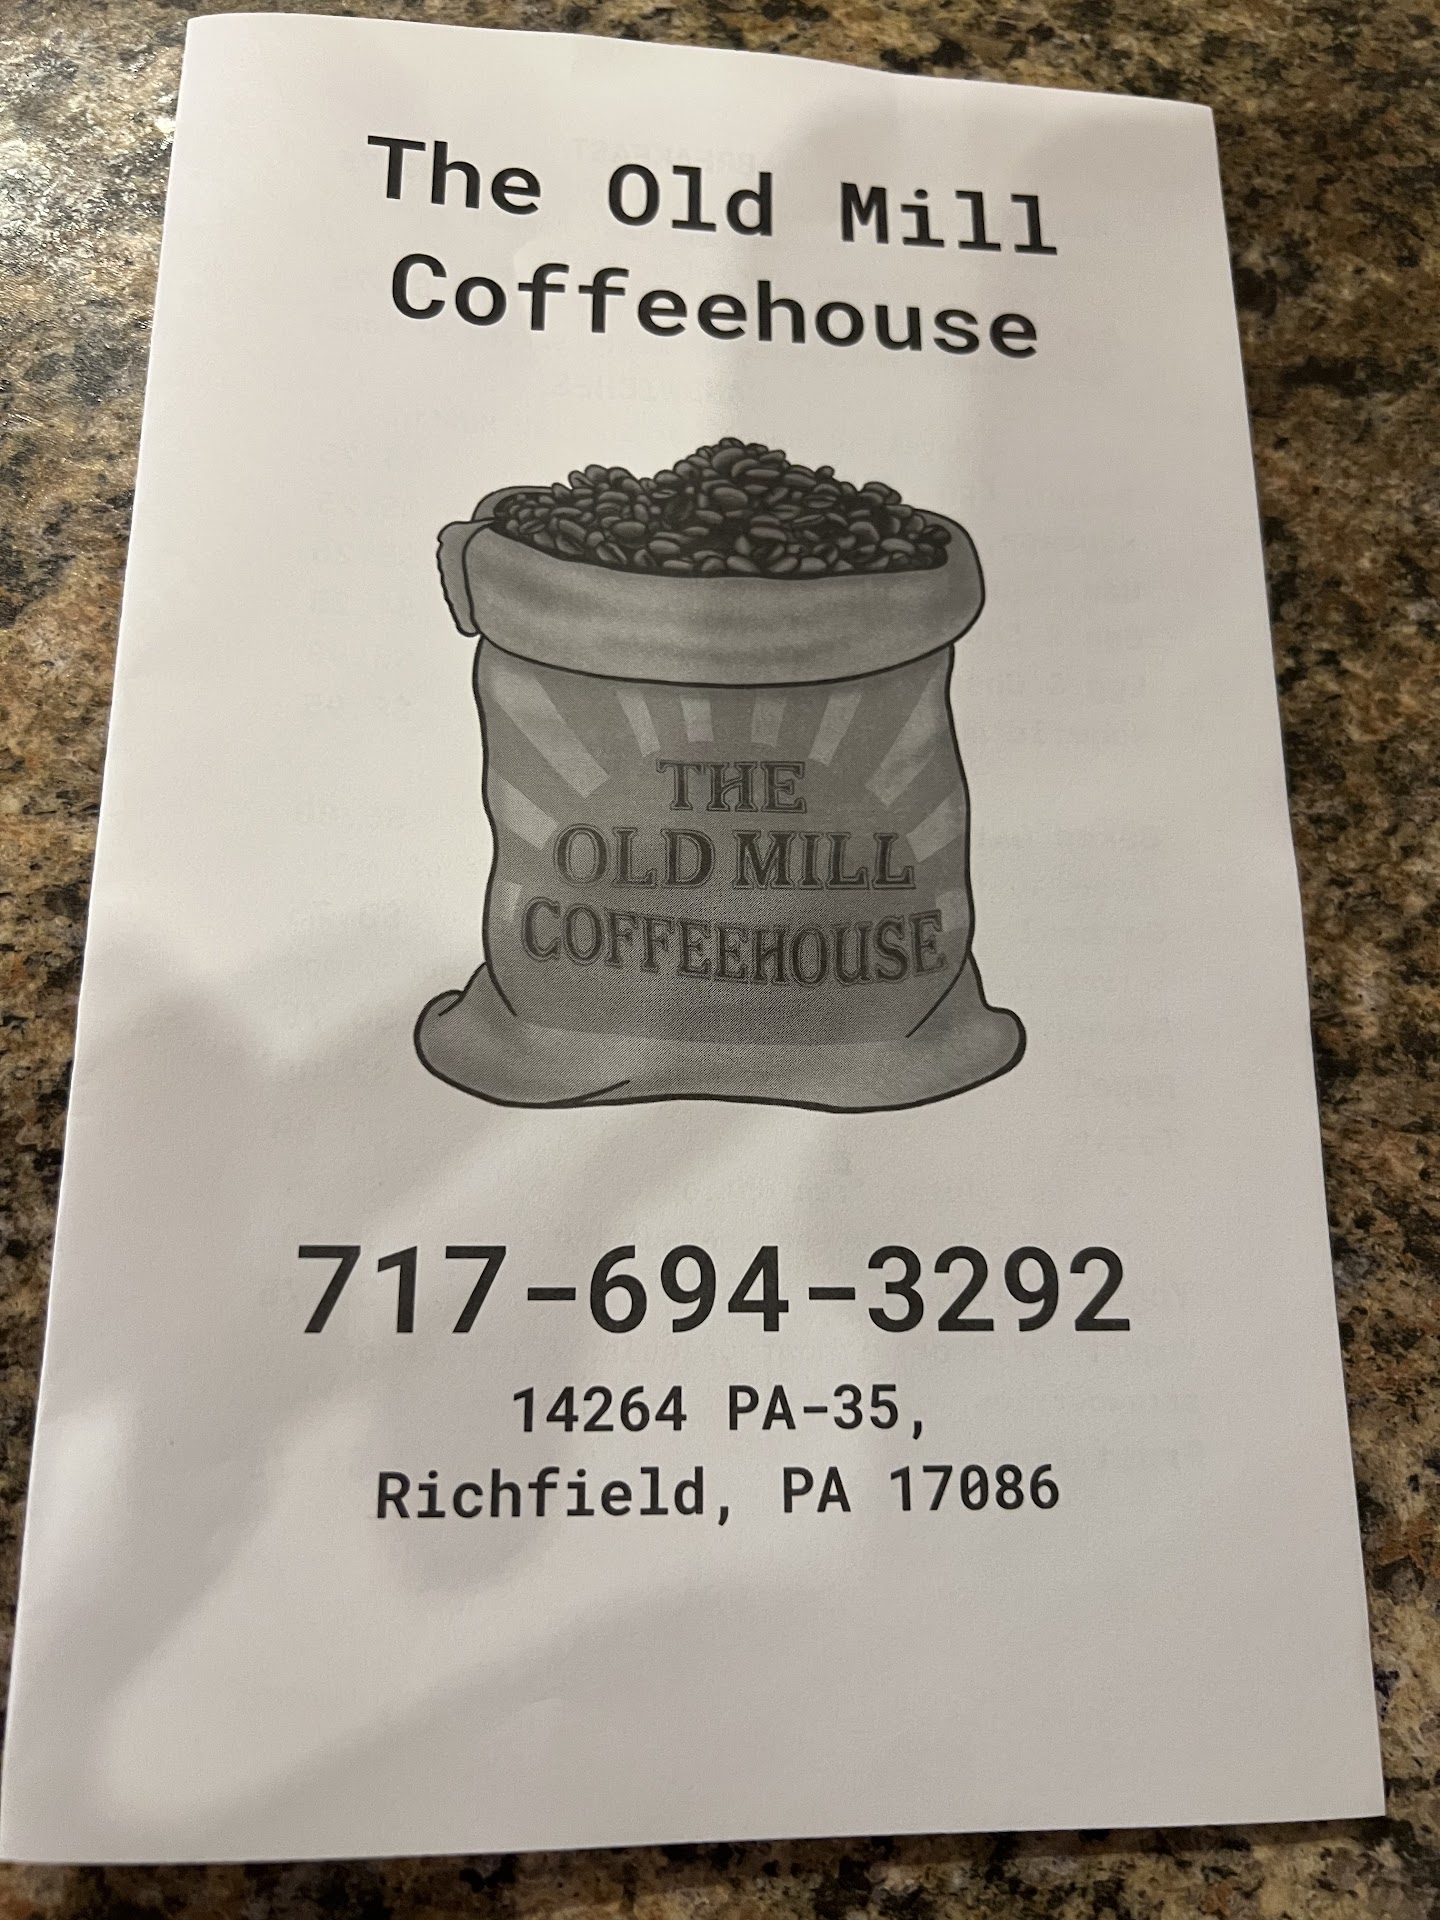 The Old Mill
Coffeehouse
THE
OLD MILL
COFFEEHOUSE
717-694-3292
14264 PA-35,
Richfield, PA 17086